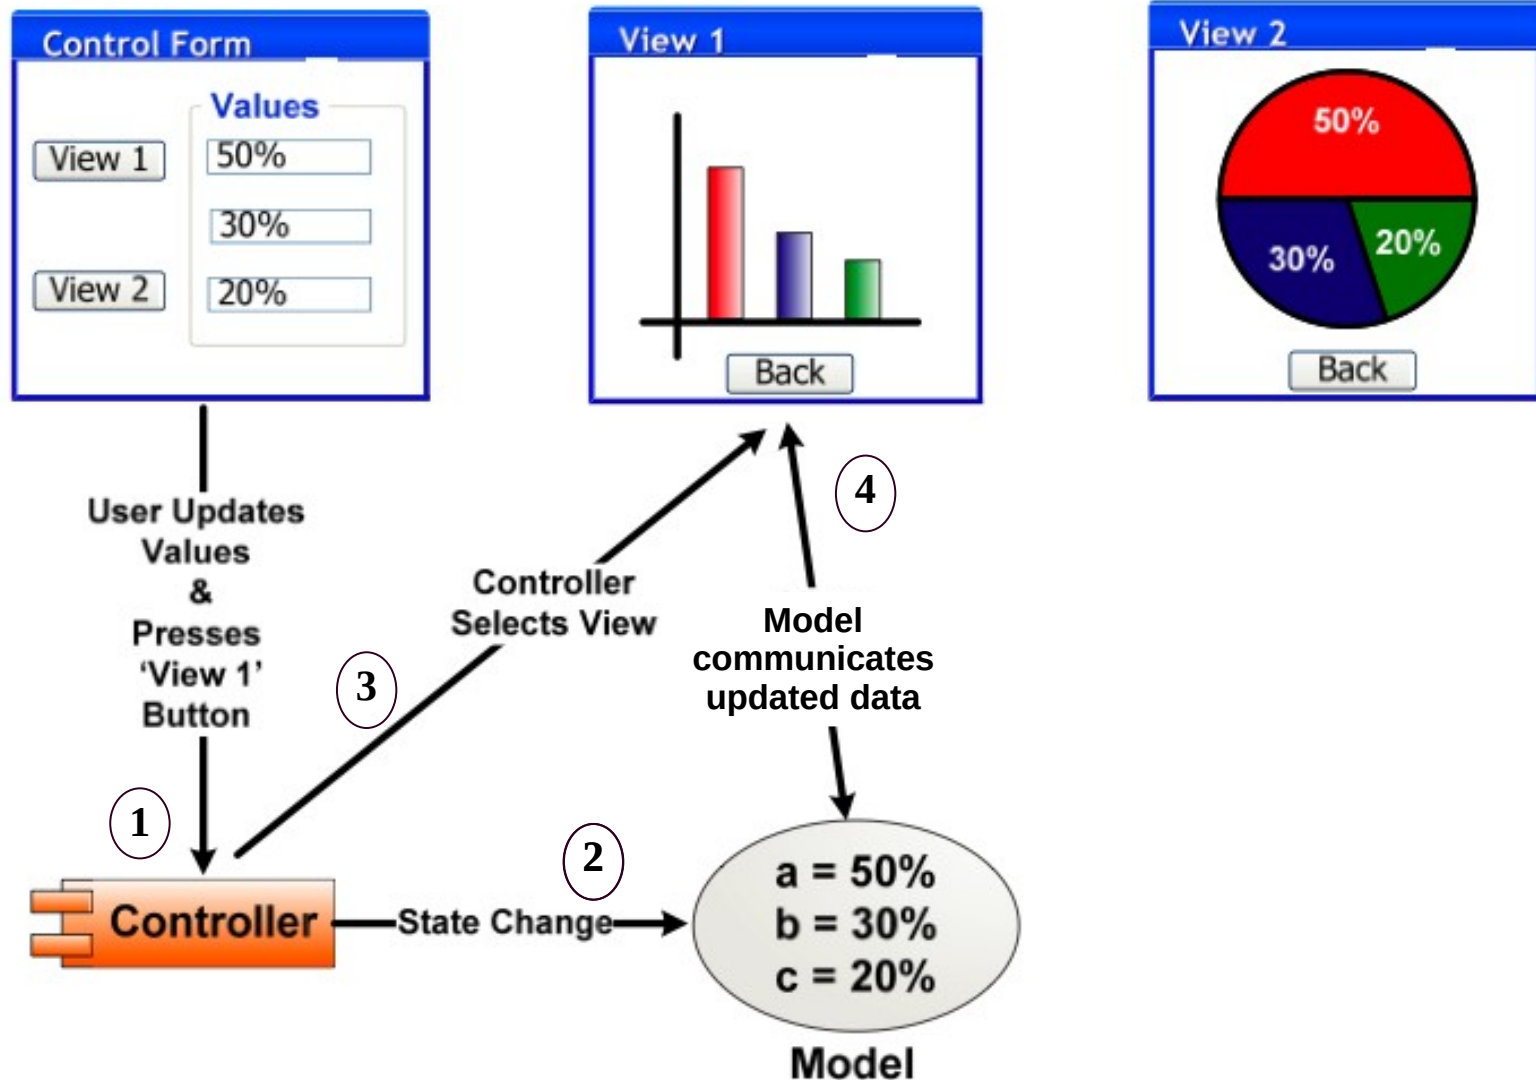 Control Form
Values
View 1
50%
30%
View 2
20%
View 1
Back
View 2
50%
30%
20%
Back
User Updates
Values
&
Presses
‘View 1’
Button
1
Controller
Controller
Selects View
3
2
State Change
4
Model
communicates
updated data
a = 50%
b = 30%
c = 20%
Model